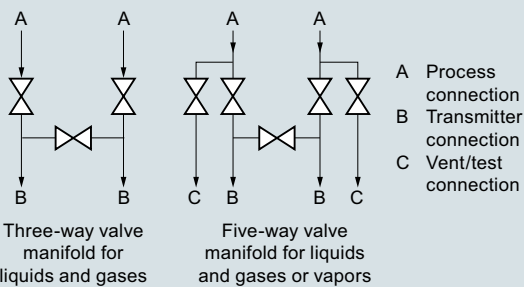 A A A A
B B C B B C
Three-way valve
manifold for
liquids and gases
Five-way valve
manifold for liquids
and gases or vapors
A Process
connection
B Transmitter
connection
C Vent/test
connection